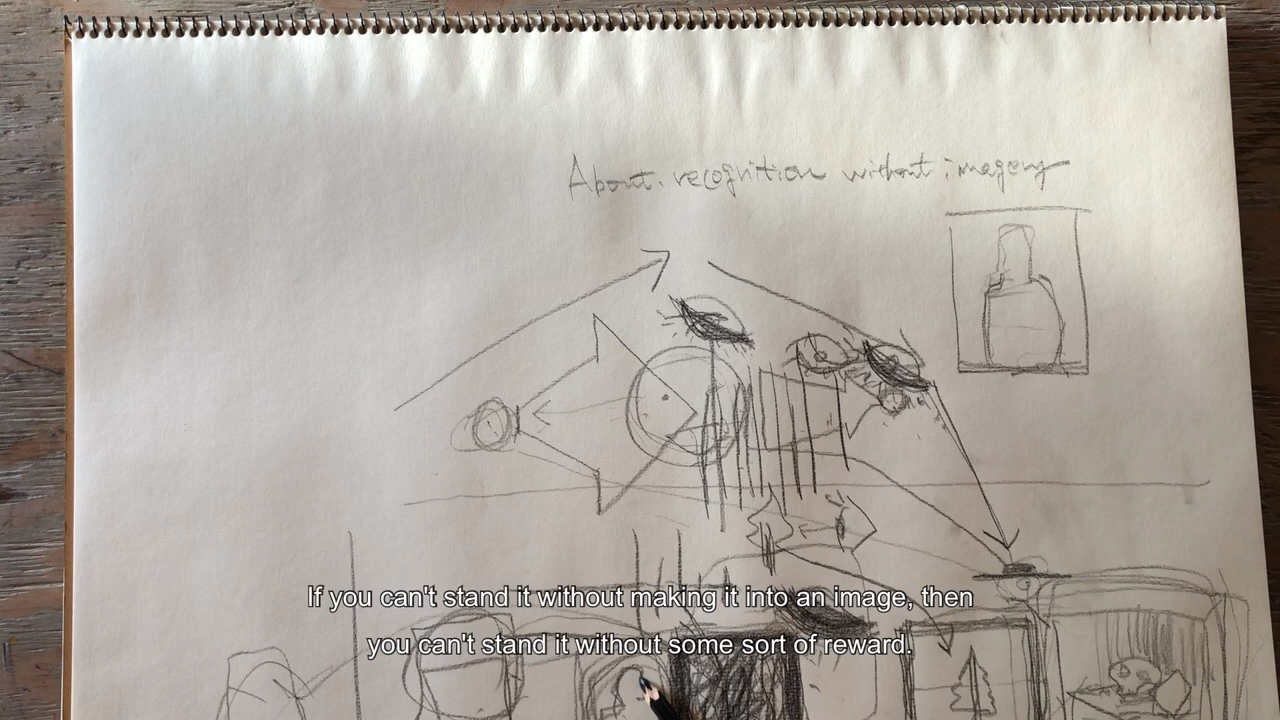 About recognition without imagery
If you can't stand it without making it into an image, then
you can't stand it without some sort of reward.